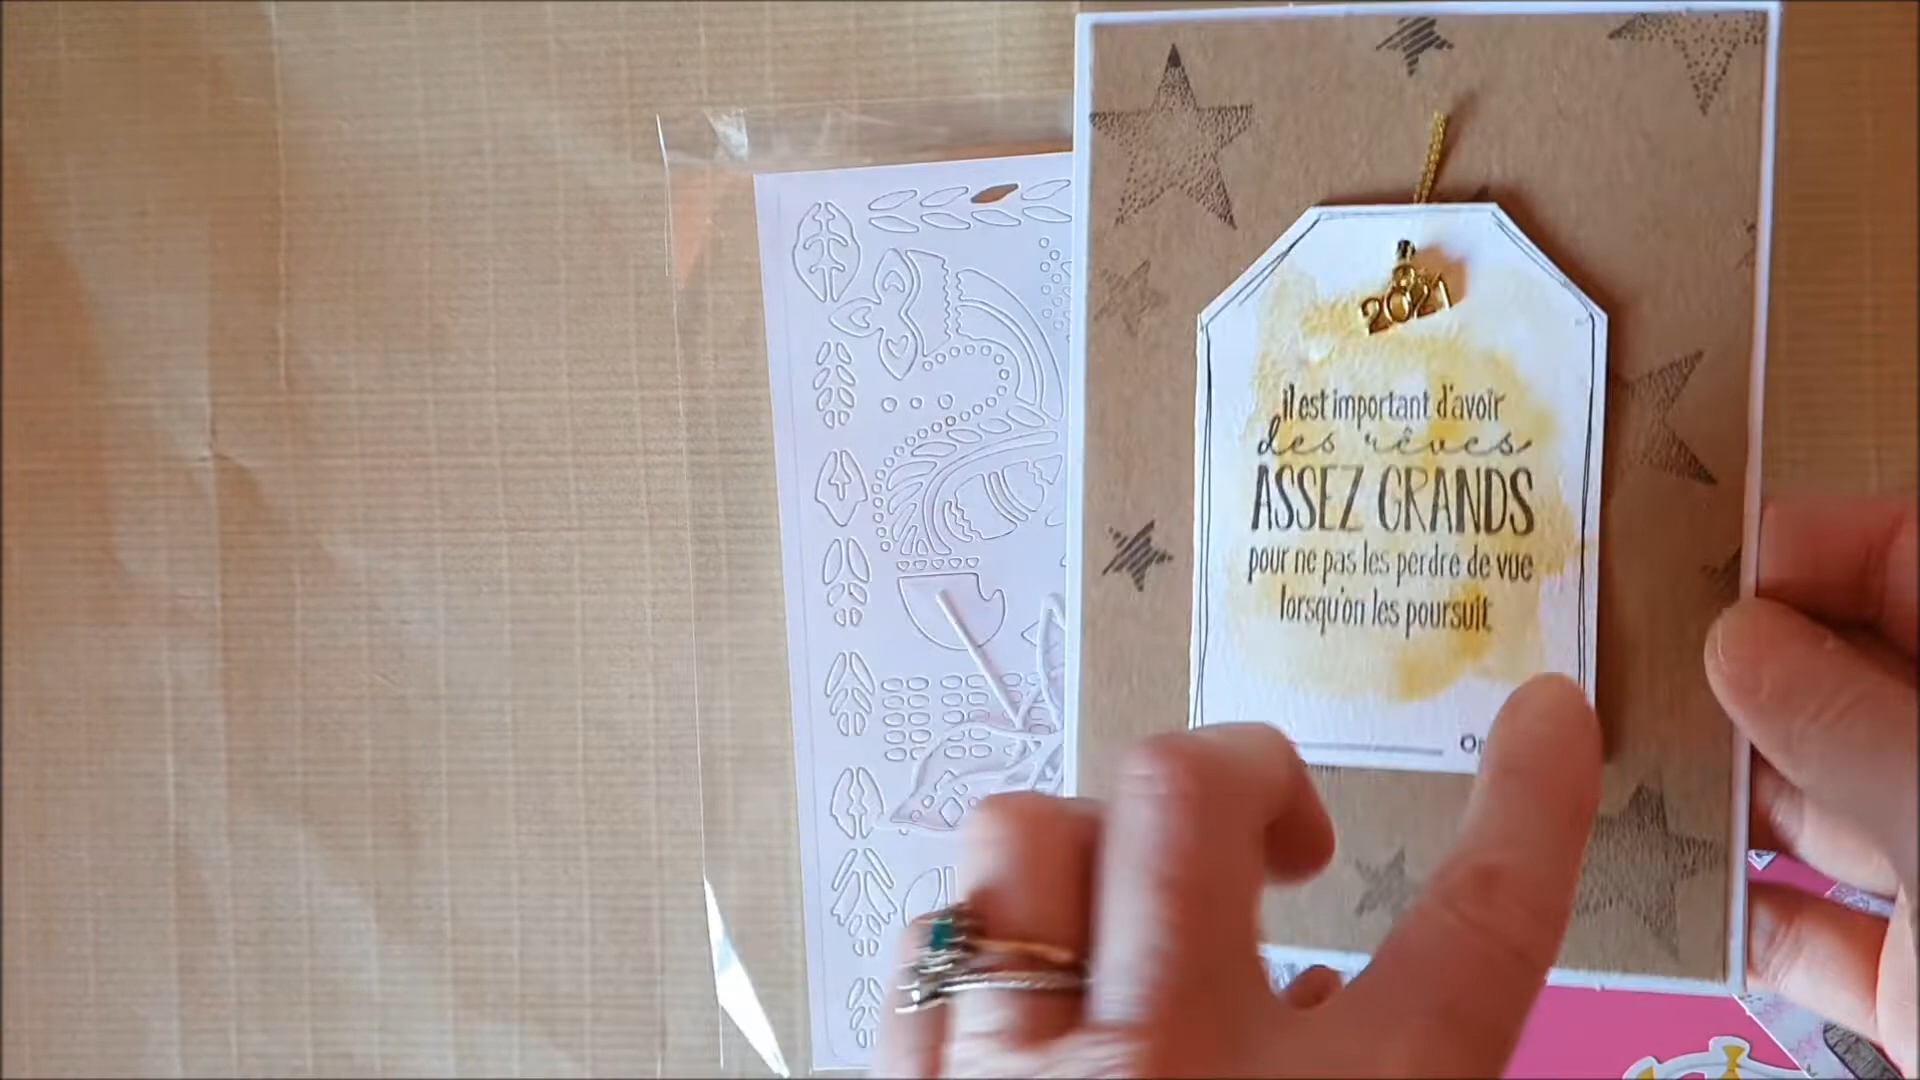 2021
il est important d'avoir
des rêves
ASSEZ GRANDS
pour ne pas les perdre de vue
lorsqu'on les poursuit